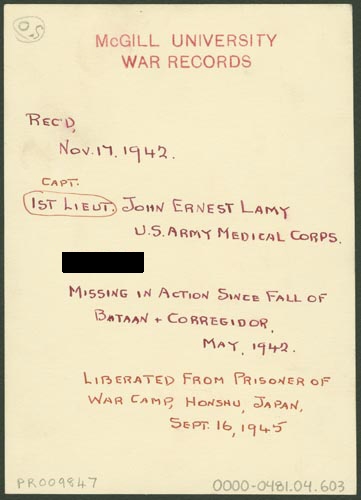 OS
McGILL UNIVERSITY
WAR RECORDS
REC'D,
NOV. 17, 1942.
CAPT.
1ST LIEUT. JOHN ERNEST LAMY
U.S. ARMY MEDICAL CORPS.
MISSING IN ACTION SINCE FALL OF
BATAAN + CORREGIDOR,
MAY, 1942.
LIBERATED FROM PRISONER OF
WAR CAMP, HONSHU, JAPAN,
SEPT. 16, 1945
PR009847
0000-0481.04.603